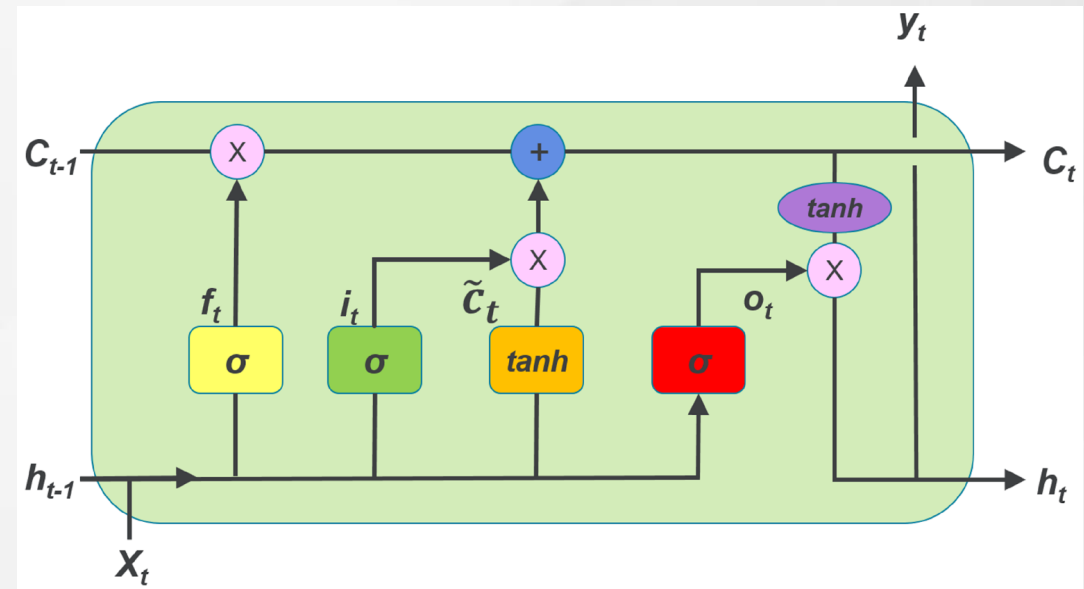 yₜ
Cₜ₋₁
X
+
Cₜ
tanh
X
X
fₜ
iₜ
c̃ₜ
oₜ
σ
σ
tanh
σ
hₜ₋₁
hₜ
Xₜ